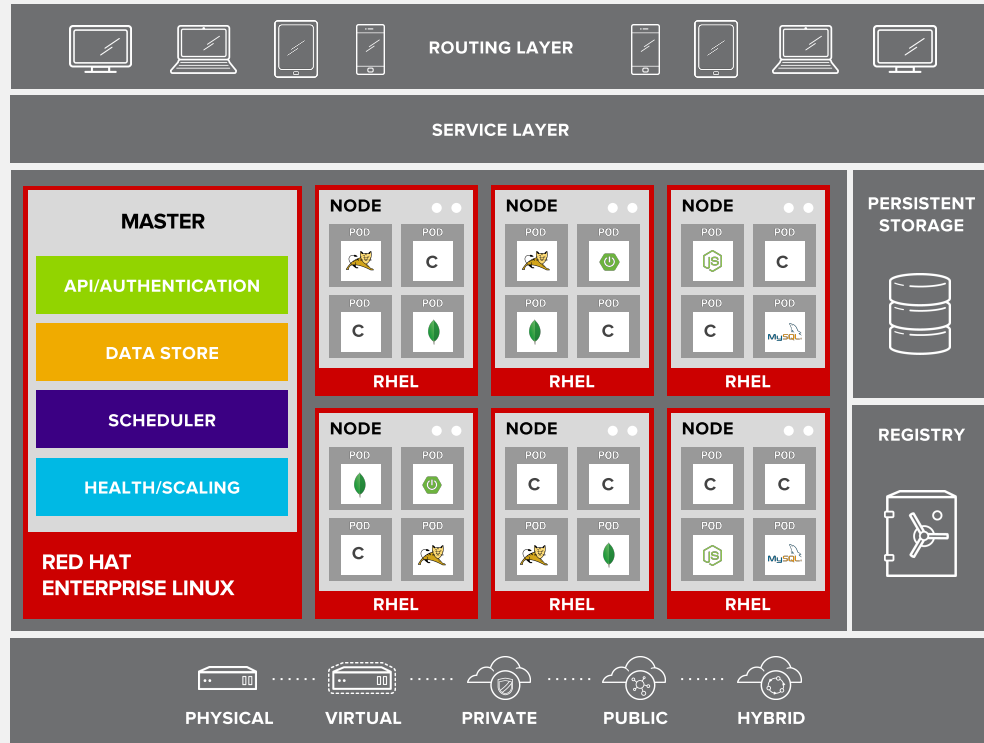 ROUTING LAYER
SERVICE LAYER
MASTER
API/AUTHENTICATION
DATA STORE
SCHEDULER
HEALTH/SCALING
RED HAT
ENTERPRISE LINUX
NODE
POD POD
C
POD POD
C
RHEL
NODE
POD POD
POD POD
C
RHEL
NODE
POD POD
JS C
POD POD
C MySQL
RHEL
NODE
POD POD
POD POD
C
RHEL
NODE
POD POD
C C
POD POD
RHEL
NODE
POD POD
C C
POD POD
JS MySQL
RHEL
PERSISTENT
STORAGE
REGISTRY
PHYSICAL VIRTUAL PRIVATE PUBLIC HYBRID